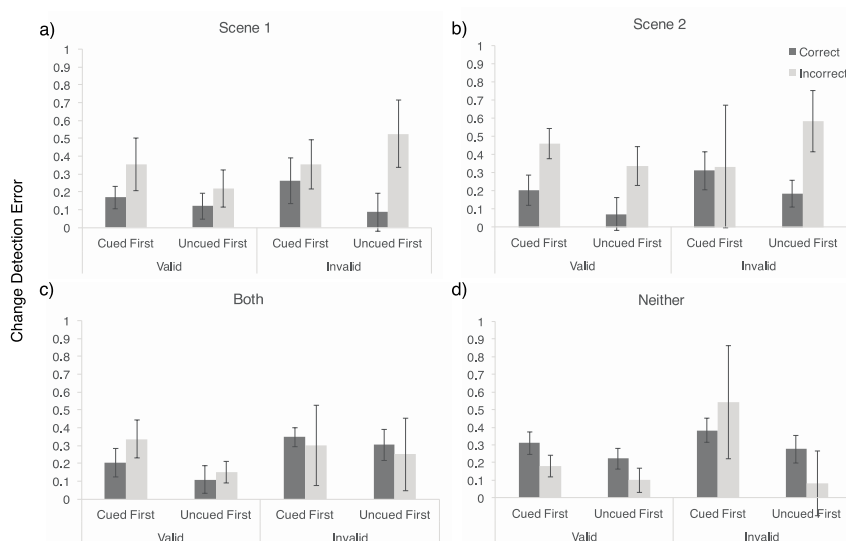 a)
Scene 1
1
0.9
0.8
0.7
0.6
0.5
0.4
0.3
0.2
0.1
0
Cued First Uncued First Cued First Uncued First
Valid Invalid
b)
Scene 2
Correct
Incorrect
1
0.9
0.8
0.7
0.6
0.5
0.4
0.3
0.2
0.1
0
Cued First Uncued First Cued First Uncued First
Valid Invalid
Change Detection Error
c)
Both
1
0.9
0.8
0.7
0.6
0.5
0.4
0.3
0.2
0.1
0
Cued First Uncued First Cued First Uncued First
Valid Invalid
d)
Neither
1
0.9
0.8
0.7
0.6
0.5
0.4
0.3
0.2
0.1
0
Cued First Uncued First Cued First Uncued First
Valid Invalid